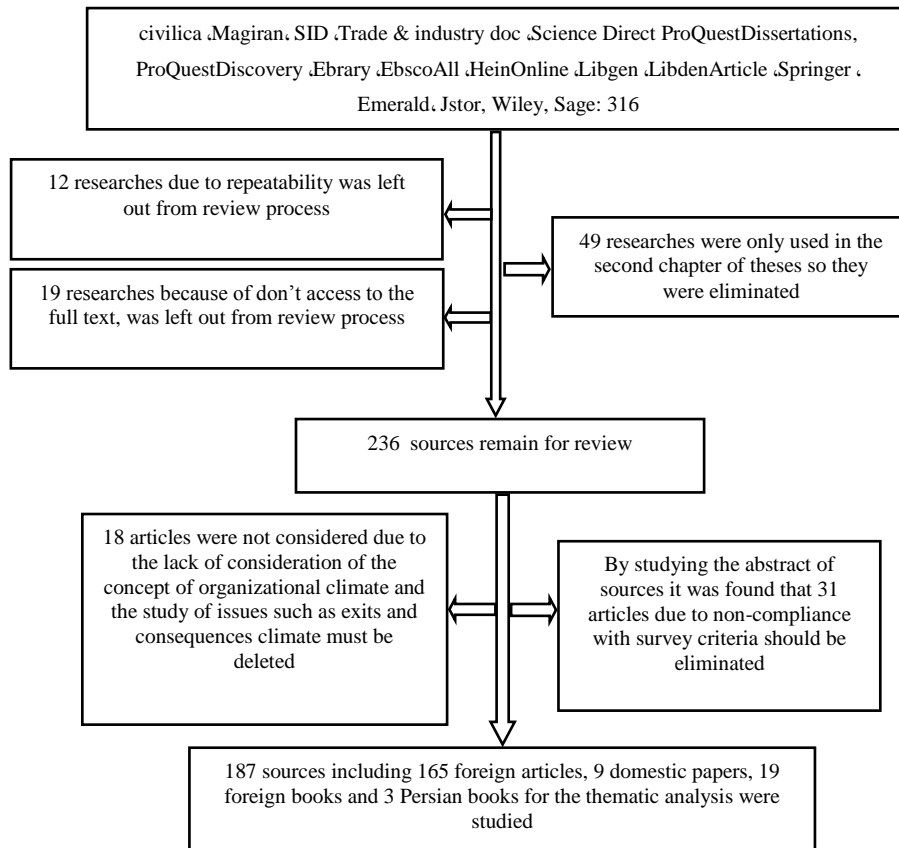 civilica ،Magiran، SID ،Trade & industry doc ،Science Direct ProQuestDissertations,
ProQuestDiscovery ،Ebrary ،EbscoAll ،HeinOnline ،Libgen ،LibdenArticle ،Springer ،
Emerald، Jstor, Wiley, Sage: 316
12 researches due to repeatability was left
out from review process
49 researches were only used in the
second chapter of theses so they
were eliminated
19 researches because of don’t access to the
full text, was left out from review process
236 sources remain for review
18 articles were not considered due to
the lack of consideration of the
concept of organizational climate and
the study of issues such as exits and
consequences climate must be
deleted
By studying the abstract of
sources it was found that 31
articles due to non-compliance
with survey criteria should be
eliminated
187 sources including 165 foreign articles, 9 domestic papers, 19
foreign books and 3 Persian books for the thematic analysis were
studied